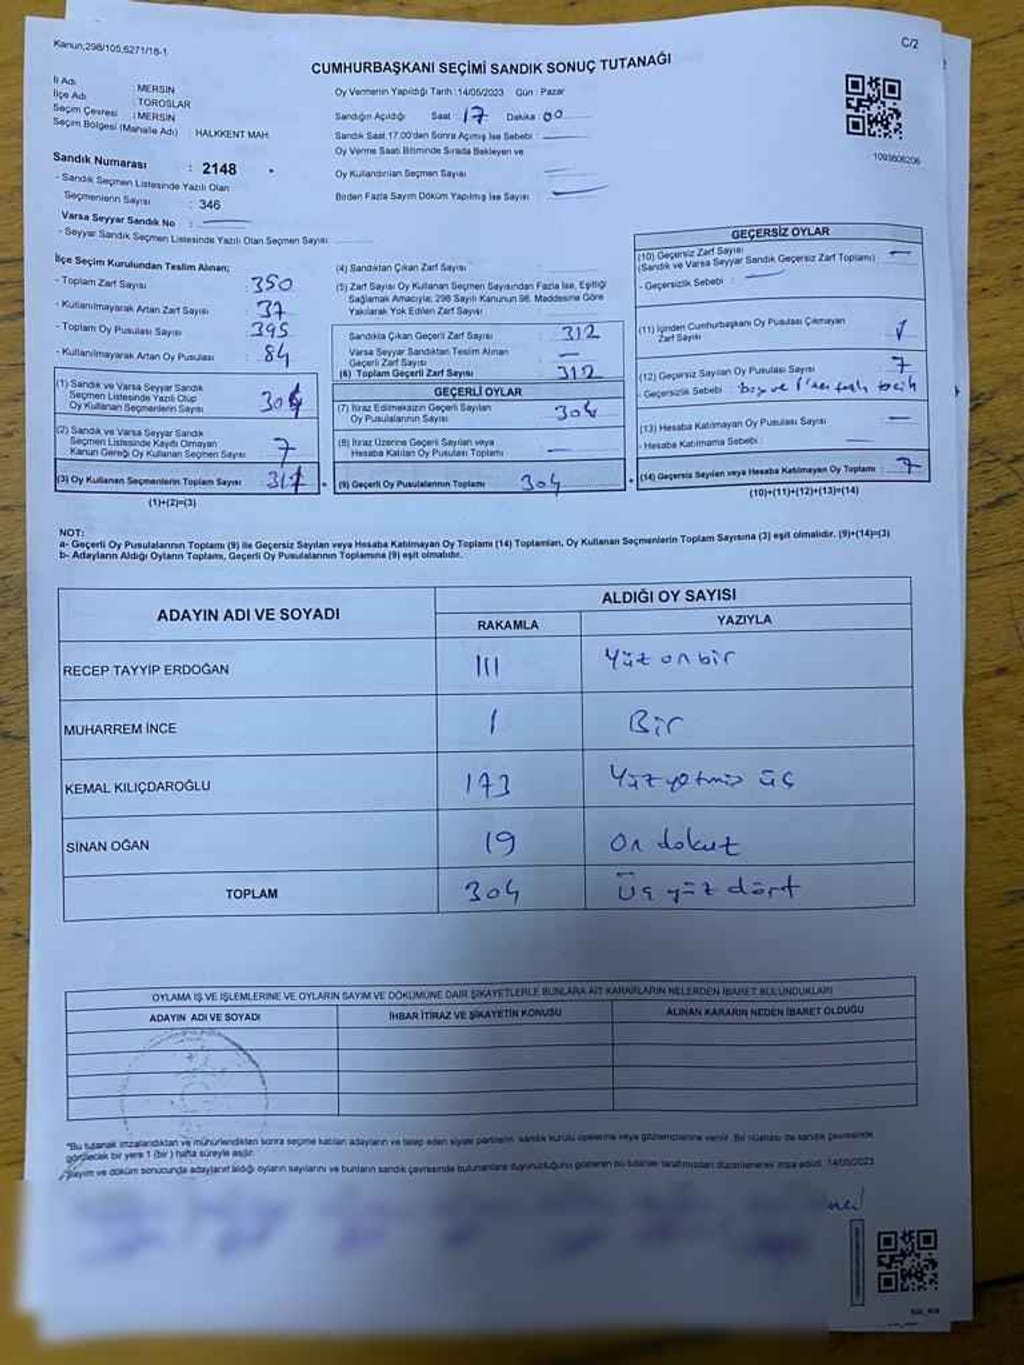 Kanun;298/105,6271/18-1
C/2
CUMHURBAŞKANI SEÇİMİ SANDIK SONUÇ TUTANAĞI
İl Adı : MERSİN
İlçe Adı : TOROSLAR
Seçim Çevresi : MERSİN
Seçim Bölgesi (Mahalle Adı) HALKKENT MAH.
Oy Vermenin Yapıldığı Tarih :14/05/2023 Gün : Pazar
Sandığın Açıldığı Saat : 17 Dakika : 00
Sandık Saat 17.00'den Sonra Açılmış İse Sebebi :
Oy Verme Saati Bitiminde Sırada Bekleyen ve
Oy Kullandırılan Seçmen Sayısı
Birden Fazla Sayım Döküm Yapılmış İse Sayısı :
1093606206
Sandık Numarası : 2148
- Sandık Seçmen Listesinde Yazılı Olan
Seçmenlerin Sayısı : 346
Varsa Seyyar Sandık No :
- Seyyar Sandık Seçmen Listesinde Yazılı Olan Seçmen Sayısı
İlçe Seçim Kurulundan Teslim Alınan;
- Toplam Zarf Sayısı : 350
- Kullanılmayarak Artan Zarf Sayısı : 37
- Toplam Oy Pusulası Sayısı : 395
- Kullanılmayarak Artan Oy Pusulası : 84
(1) Sandık ve Varsa Seyyar Sandık
Seçmen Listesinde Yazılı Olup
Oy Kullanan Seçmenlerin Sayısı
(2) Sandık ve Varsa Seyyar Sandık
Seçmen Listesinde Kayıtlı Olmayan
Kanun Gereği Oy Kullanan Seçmen Sayısı : 7
(3) Oy Kullanan Seçmenlerin Toplam Sayısı
(1)+(2)=(3)
(4) Sandıktan Çıkan Zarf Sayısı :
(5) Zarf Sayısı Oy Kullanan Seçmen Sayısından Fazla İse, Eşitliği
Sağlamak Amacıyla; 298 Sayılı Kanunun 98. Maddesine Göre
Yakılarak Yok Edilen Zarf Sayısı :
Sandıkta Çıkan Geçerli Zarf Sayısı : 312
Varsa Seyyar Sandıktan Teslim Alınan
Geçerli Zarf Sayısı :
(6) Toplam Geçerli Zarf Sayısı : 312
GEÇERLİ OYLAR
(7) İtiraz Edilmeksizin Geçerli Sayılan
Oy Pusulalarının Sayısı : 304
(8) İtiraz Üzerine Geçerli Sayılan veya
Hesaba Katılan Oy Pusulası Toplamı
(9) Geçerli Oy Pusulalarının Toplamı 304
GEÇERSİZ OYLAR
(10) Geçersiz Zarf Sayısı
(Sandık ve Varsa Seyyar Sandık Geçersiz Zarf Toplamı) :
- Geçersizlik Sebebi :
(11) İçinden Cumhurbaşkanı Oy Pusulası Çıkmayan
Zarf Sayısı : 1
(12) Geçersiz Sayılan Oy Pusulası Sayısı : 7
- Geçersizlik Sebebi : boş ve 1'den fazla tercih
(13) Hesaba Katılmayan Oy Pusulası Sayısı :
- Hesaba Katılmama Sebebi :
(14) Geçersiz Sayılan veya Hesaba Katılmayan Oy Toplamı : 7
(10)+(11)+(12)+(13)=(14)
NOT:
a- Geçerli Oy Pusulalarının Toplamı (9) ile Geçersiz Sayılan veya Hesaba Katılmayan Oy Toplamı (14) Toplamları, Oy Kullanan Seçmenlerin Toplam Sayısına (3) eşit olmalıdır. (9)+(14)=(3)
b- Adayların Aldığı Oyların Toplamı, Geçerli Oy Pusulalarının Toplamına (9) eşit olmalıdır.
ADAYIN ADI VE SOYADI
ALDIĞI OY SAYISI
RAKAMLA YAZIYLA
RECEP TAYYİP ERDOĞAN 111 Yüz on bir
MUHARREM İNCE 1 Bir
KEMAL KILIÇDAROĞLU 173 Yüz yetmiş üç
SİNAN OĞAN 19 On dokuz
TOPLAM 304 Üç yüz dört
OYLAMA İŞ VE İŞLEMLERİNE VE OYLARIN SAYIM VE DÖKÜMÜNE DAİR ŞİKAYETLERLE BUNLARA AİT KARARLARIN NELERDEN İBARET BULUNDUKLARI
ADAYIN ADI VE SOYADI İHBAR İTİRAZ VE ŞİKAYETİN KONUSU ALINAN KARARIN NEDEN İBARET OLDUĞU
*Bu tutanak imzalandıktan ve mühürlendikten sonra seçime katılan adayların ve talep eden siyasi partilerin sandık kurulu üyelerine veya gözlemcilerine verilir. Bir nüshası da sandık çevresinde
görülecek bir yere 1 (bir) hafta süreyle asılır.
Sayım ve döküm sonucunda adayların aldığı oyların sayılarını ve bunların sandık çevresinde bulunanlara duyurulduğunu gösteren bu tutanak tarafımızdan düzenlenerek imza edildi. 14/05/2023